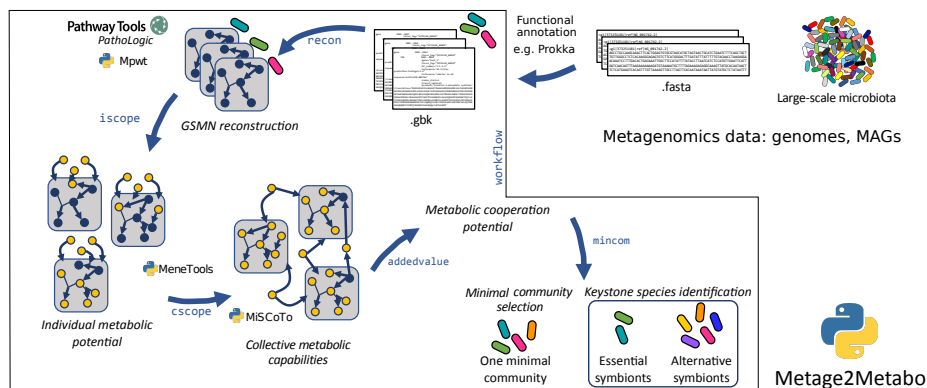 Pathway Tools
PathoLogic
Mpwt
recon
Functional
annotation
e.g. Prokka
.gbk
.fasta
Large-scale microbiota
Metagenomics data: genomes, MAGs
GSMN reconstruction
iscope
workflow
MeneTools
cscope
MiSCoTo
Individual metabolic
potential
Collective metabolic
capabilities
addedvalue
Metabolic cooperation
potential
mincom
Minimal community
selection
One minimal
community
Keystone species identification
Essential
symbionts
Alternative
symbionts
Metage2Metabo